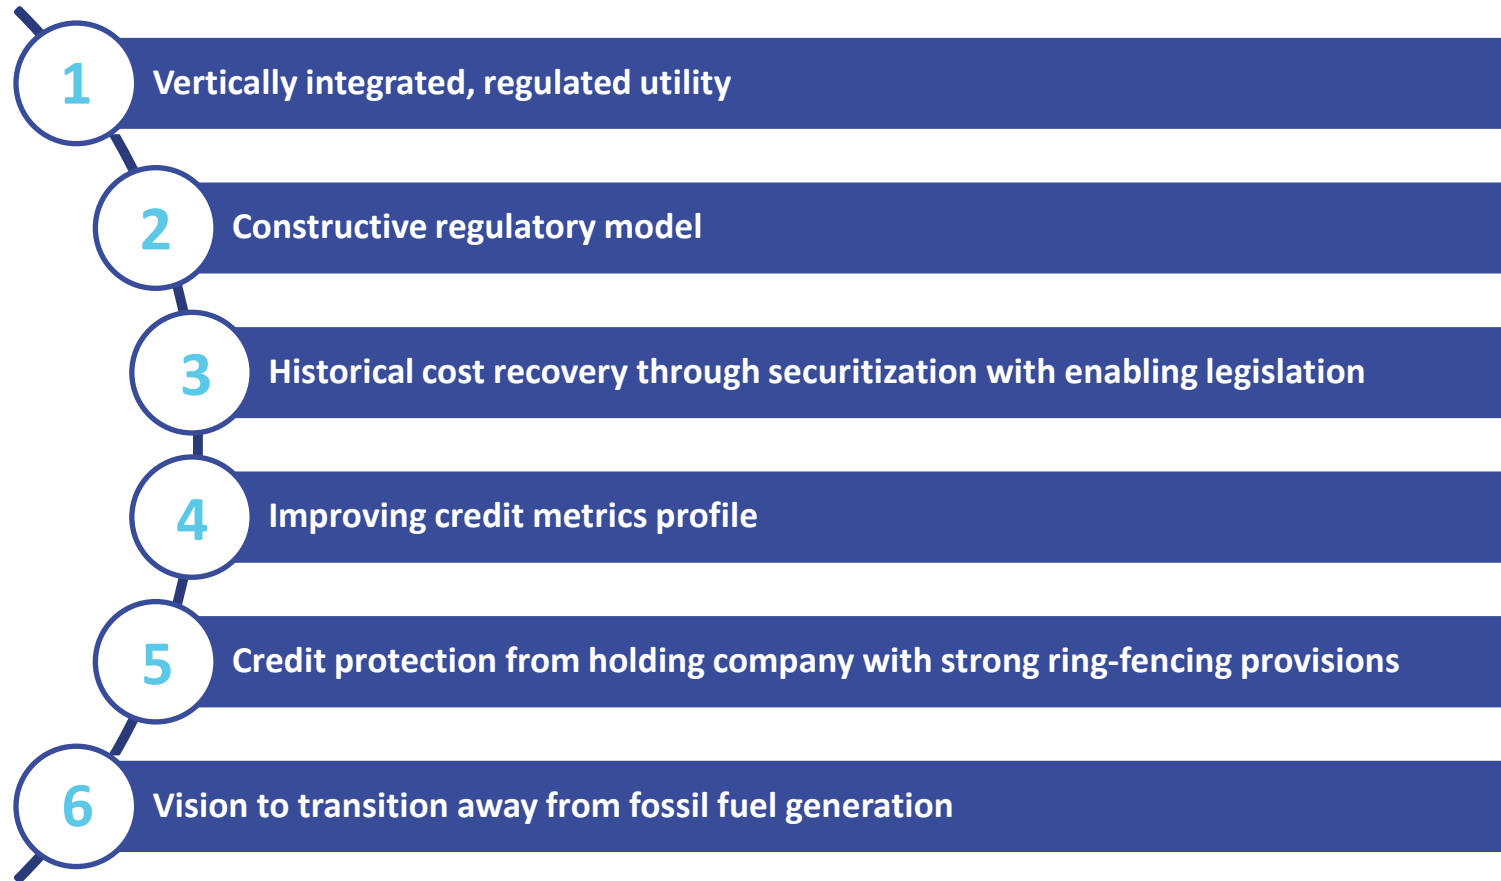 1
Vertically integrated, regulated utility
2
Constructive regulatory model
3
Historical cost recovery through securitization with enabling legislation
4
Improving credit metrics profile
5
Credit protection from holding company with strong ring-fencing provisions
6
Vision to transition away from fossil fuel generation